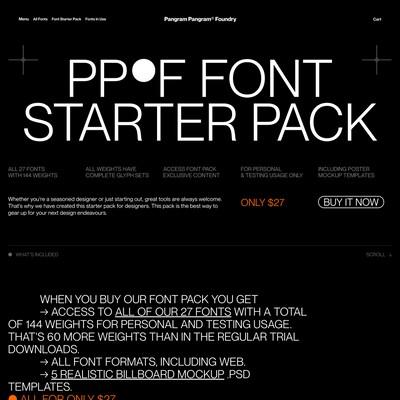 Menu All Fonts Font Starter Pack Fonts in Use Pangram Pangram® Foundry Cart
PP●F FONT
STARTER PACK
ALL 27 FONTS
WITH 144 WEIGHTS
ALL WEIGHTS HAVE
COMPLETE GLYPH SETS
ACCESS FONT PACK
EXCLUSIVE CONTENT
FOR PERSONAL
& TESTING USAGE ONLY
INCLUDING POSTER
MOCKUP TEMPLATES
Whether you're a seasoned designer or just starting out, great tools are always welcome.
That's why we have created this starter pack for designers. This pack is the best way to
gear up for your next design endeavours.
ONLY $27
BUY IT NOW
WHAT'S INCLUDED
SCROLL ↓
WHEN YOU BUY OUR FONT PACK YOU GET
→ ACCESS TO ALL OF OUR 27 FONTS WITH A TOTAL
OF 144 WEIGHTS FOR PERSONAL AND TESTING USAGE.
THAT'S 60 MORE WEIGHTS THAN IN THE REGULAR TRIAL
DOWNLOADS.
→ ALL FONT FORMATS, INCLUDING WEB.
→ 5 REALISTIC BILLBOARD MOCKUP .PSD
TEMPLATES.
● ALL FOR ONLY $27